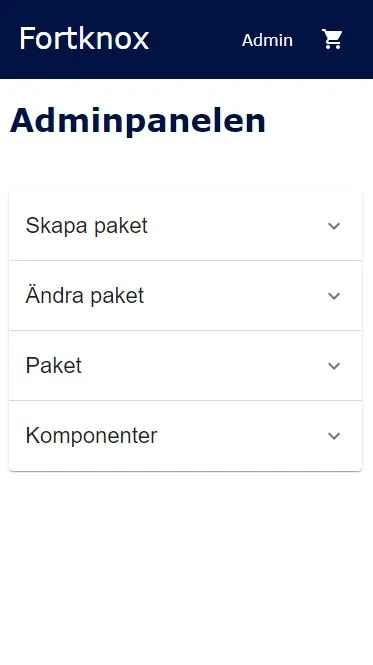 Fortknox
Admin
Adminpanelen
Skapa paket
Ändra paket
Paket
Komponenter